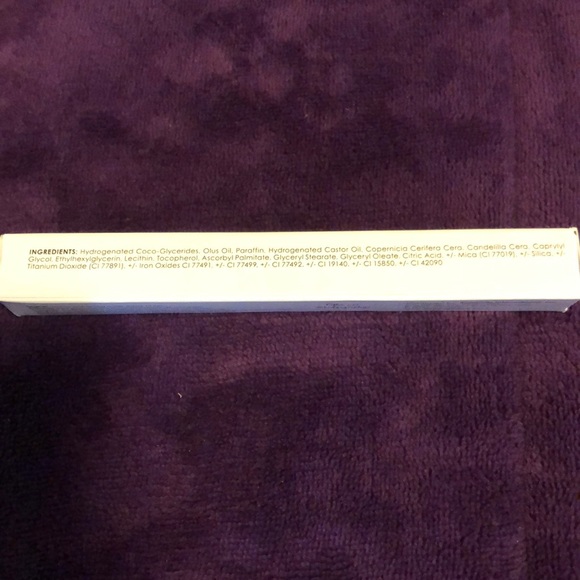 INGREDIENTS: Hydrogenated Coco-Glycerides, Olus Oil, Paraffin, Hydrogenated Castor Oil, Copernicia Cerifera Cera, Candelilla Cera, Caprylyl
Glycol, Ethylhexylglycerin, Lecithin, Tocopherol, Ascorbyl Palmitate, Glyceryl Stearate, Glyceryl Oleate, Citric Acid, +/- Mica (CI 77019), +/- Silica, +/-
Titanium Dioxide (CI 77891), +/- Iron Oxides CI 77491, +/- CI 77499, +/- CI 77492, +/- CI 19140, +/- CI 15850, +/- CI 42090